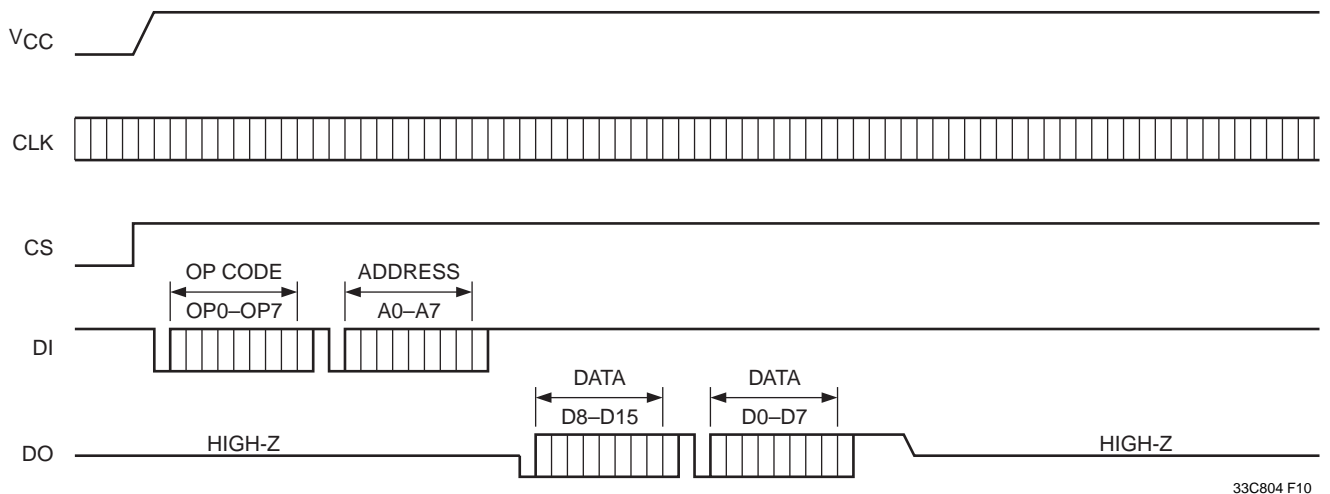 VCC
CLK
CS
OP CODE
ADDRESS
OP0–OP7
A0–A7
DI
DATA
DATA
D8–D15
D0–D7
DO
HIGH-Z
HIGH-Z
33C804 F10